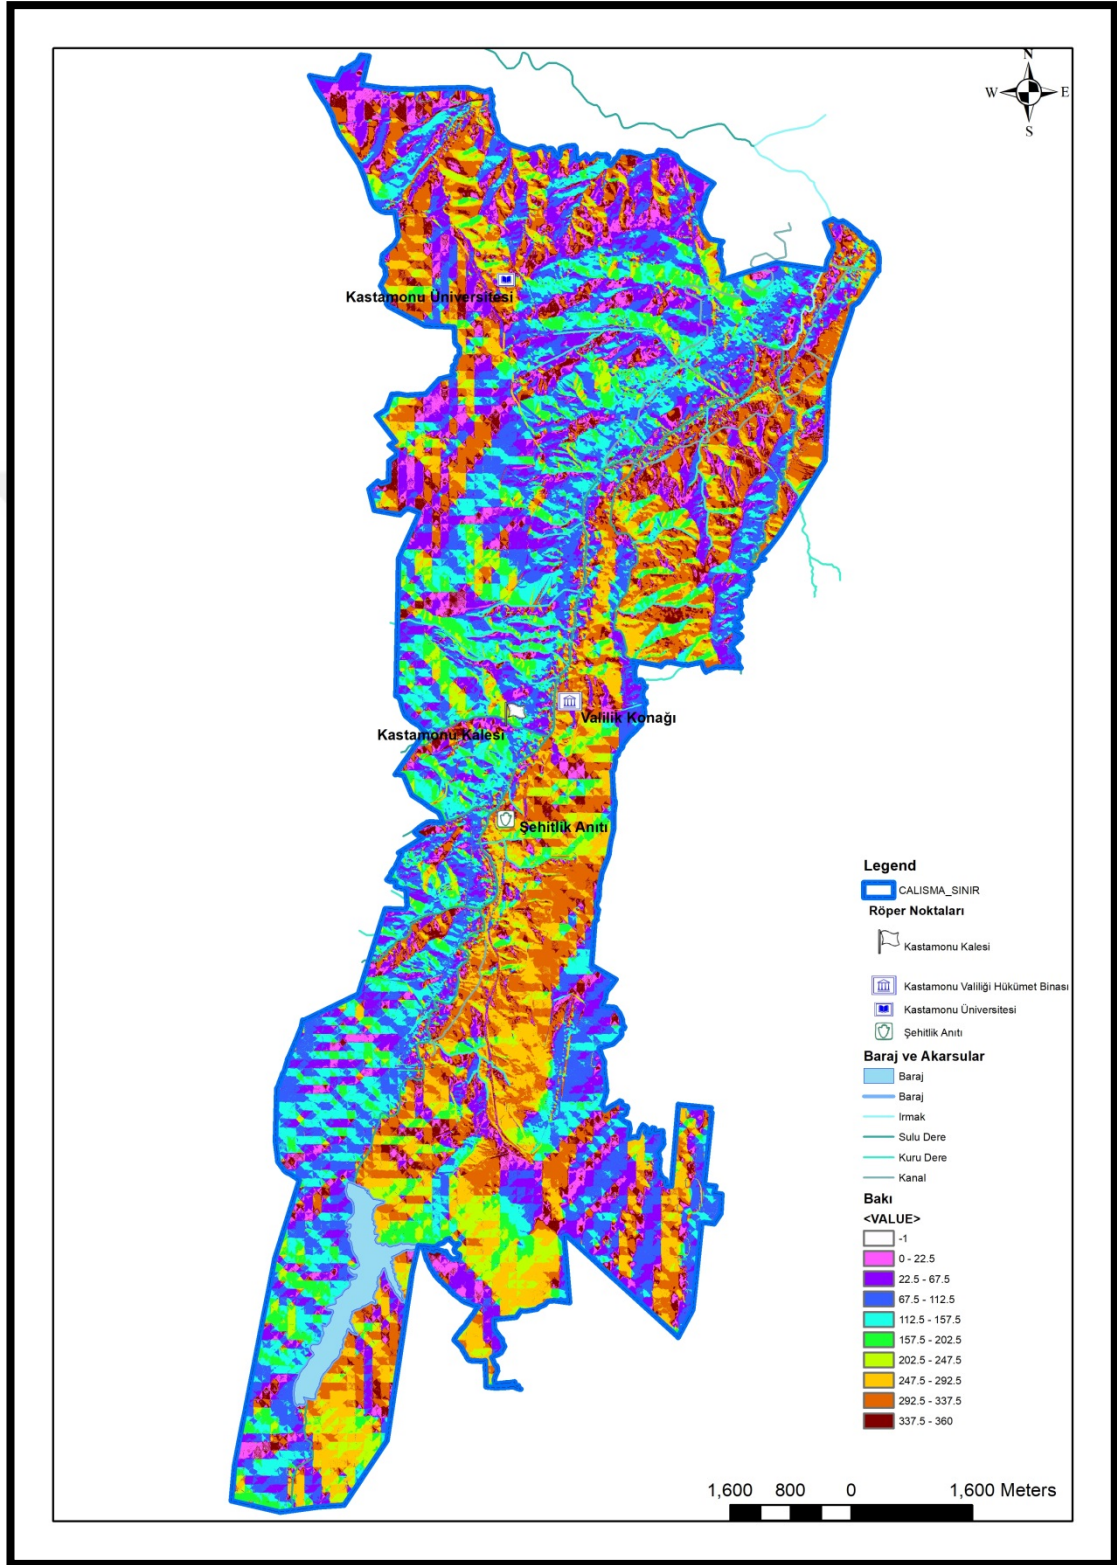 N
W E
S
Kastamonu Üniversitesi
Valilik Konağı
Kastamonu Kalesi
Şehitlik Anıtı
Legend
CALISMA_SINIR
Röper Noktaları
Kastamonu Kalesi
Kastamonu Valiliği Hükümet Binası
Kastamonu Üniversitesi
Şehitlik Anıtı
Baraj ve Akarsular
Baraj
Baraj
Irmak
Sulu Dere
Kuru Dere
Kanal
Bakı
<VALUE>
-1
0 - 22.5
22.5 - 67.5
67.5 - 112.5
112.5 - 157.5
157.5 - 202.5
202.5 - 247.5
247.5 - 292.5
292.5 - 337.5
337.5 - 360
1,600 800 0 1,600 Meters